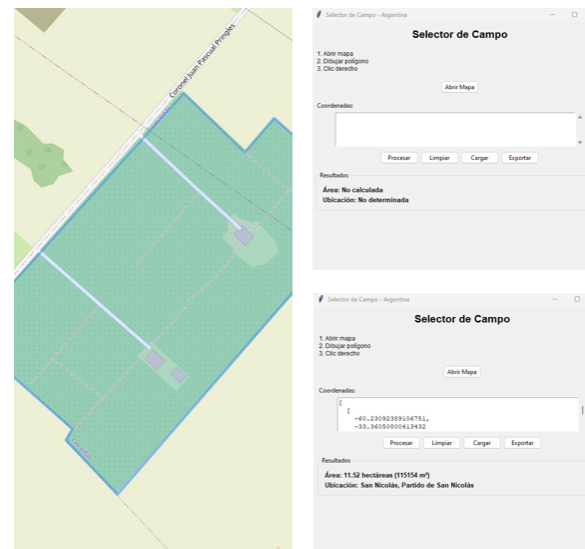 Coronel Juan Pascual Pringles
Las Viñas
Selector de Campo - Argentina
Selector de Campo
1. Abrir mapa
2. Dibujar polígono
3. Clic derecho
Abrir Mapa
Coordenadas:
Procesar Limpiar Cargar Exportar
Resultados
Área: No calculada
Ubicación: No determinada
Selector de Campo - Argentina
Selector de Campo
1. Abrir mapa
2. Dibujar polígono
3. Clic derecho
Abrir Mapa
Coordenadas:
[
[
-60.23092389106751,
-33.36050800413432
Procesar Limpiar Cargar Exportar
Resultados
Área: 11.52 hectáreas (115154 m²)
Ubicación: San Nicolás, Partido de San Nicolás